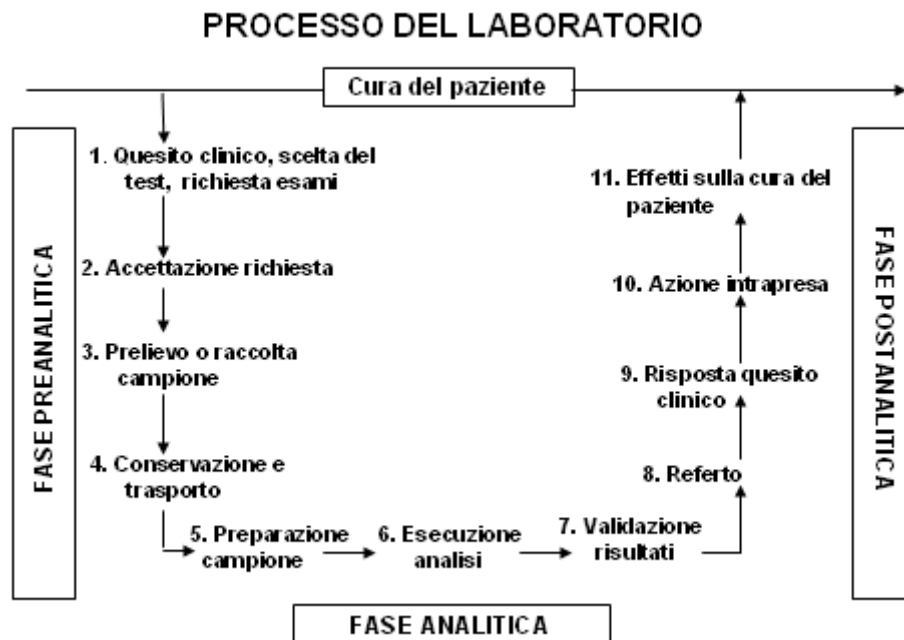 PROCESSO DEL LABORATORIO
Cura del paziente
FASE PREANALITICA
1. Quesito clinico, scelta del
test, richiesta esami
2. Accettazione richiesta
3. Prelievo o raccolta
campione
4. Conservazione e
trasporto
5. Preparazione
campione
6. Esecuzione
analisi
7. Validazione
risultati
8. Referto
9. Risposta quesito
clinico
10. Azione intrapresa
11. Effetti sulla cura del
paziente
FASE POSTANALITICA
FASE ANALITICA